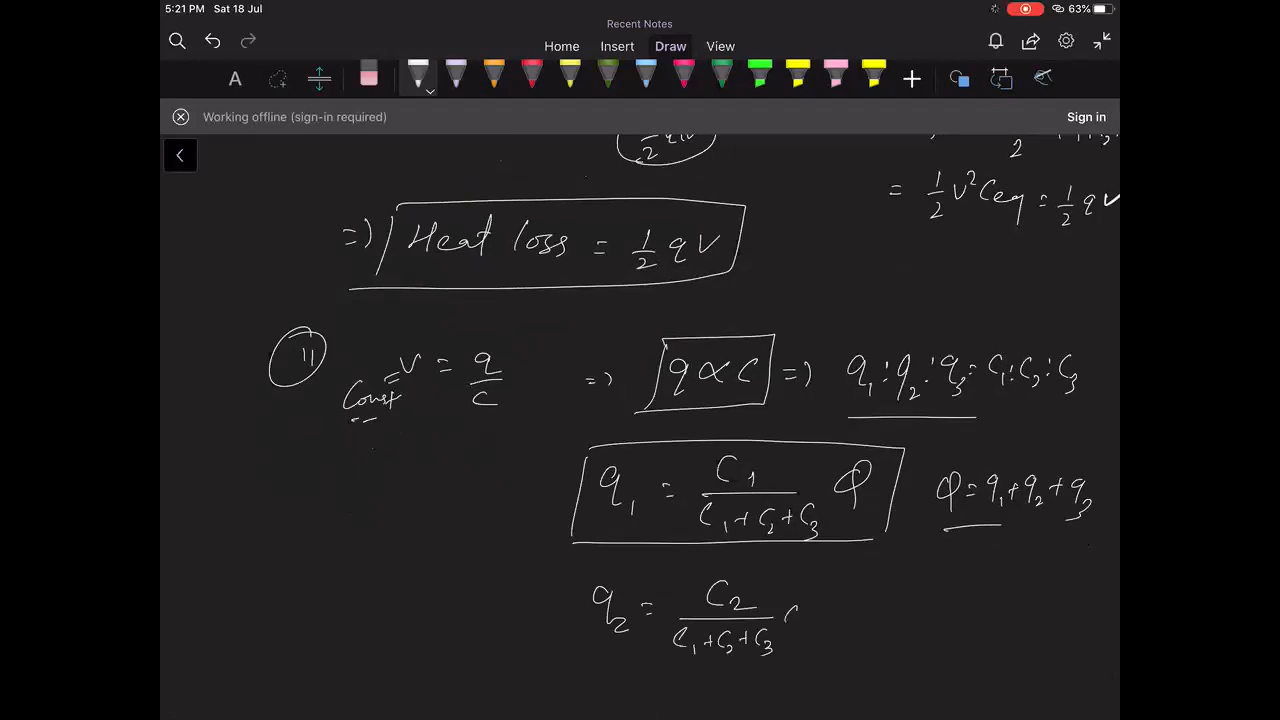 5:21 PM Sat 18 Jul
63%
Recent Notes
Home Insert Draw View
A
Working offline (sign-in required)
Sign in
= 1/2 V² Ceq = 1/2 qV
=) Heat loss = 1/2 qV
11 Const = V = q/C =) q ∝ C =) q₁ : q₂ : q₃ = C₁ : C₂ : C₃
q₁ = C₁/(C₁ + C₂ + C₃) Q Q = q₁ + q₂ + q₃
q₂ = C₂/(C₁ + C₂ + C₃)